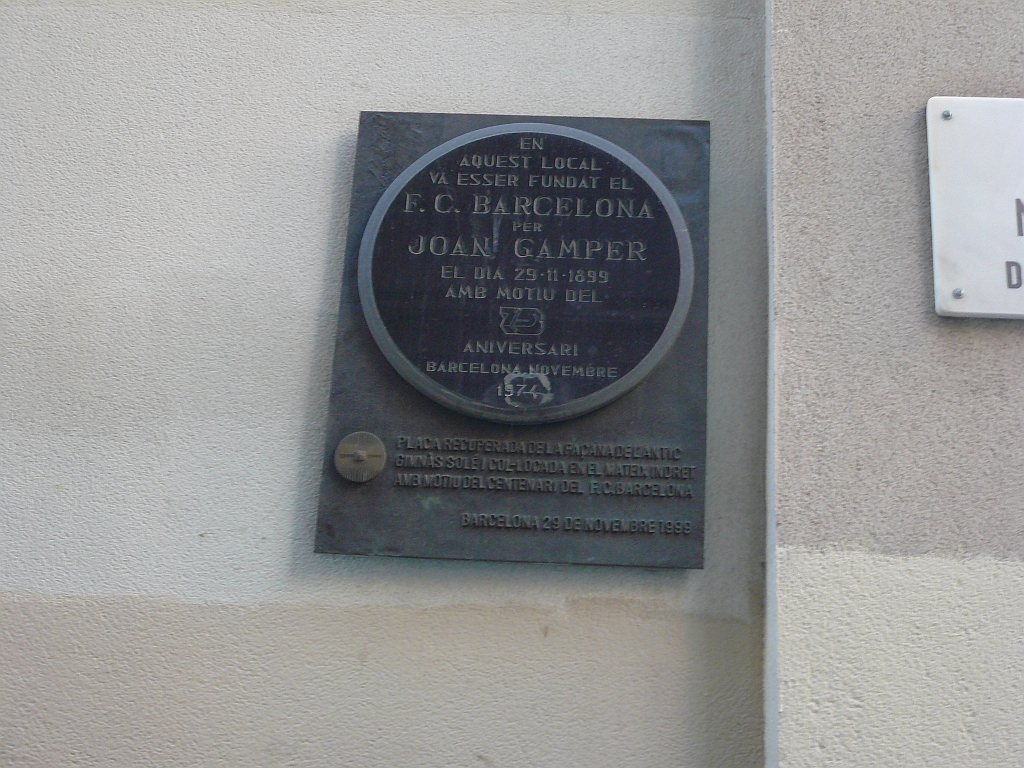 EN
AQUEST LOCAL
VA ESSER FUNDAT EL
F. C. BARCELONA
PER
JOAN GAMPER
EL DIA 29-11-1899
AMB MOTIU DEL
75
ANIVERSARI
BARCELONA, NOVEMBRE
1974
PLACA RECUPERADA DE LA FAÇANA DE L'ANTIC
GIMNÀS SOLÉ I COL·LOCADA EN EL MATEIX INDRET
AMB MOTIU DEL CENTENARI DEL F.C. BARCELONA
BARCELONA 29 DE NOVEMBRE 1999
D